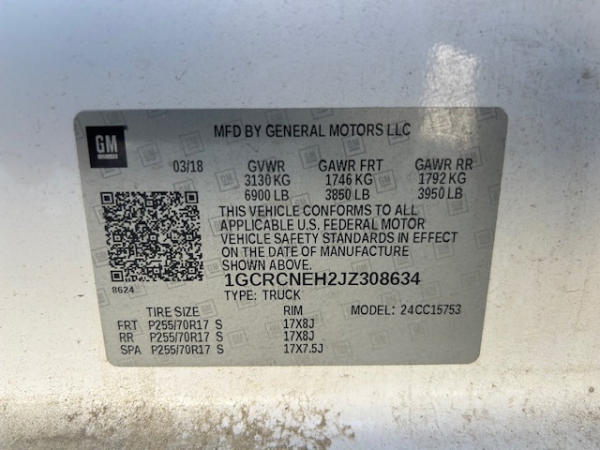 GM
MFD BY GENERAL MOTORS LLC
03/18 GVWR GAWR FRT GAWR RR
3130 KG 1746 KG 1792 KG
6900 LB 3850 LB 3950 LB
THIS VEHICLE CONFORMS TO ALL
APPLICABLE U.S. FEDERAL MOTOR
VEHICLE SAFETY STANDARDS IN EFFECT
ON THE DATE OF MANUFACTURE
SHOWN ABOVE.
1GCRCNEH2JZ308634
8624
TYPE: TRUCK
TIRE SIZE RIM MODEL: 24CC15753
FRT P255/70R17 S 17X8J
RR P255/70R17 S 17X8J
SPA P255/70R17 S 17X7.5J